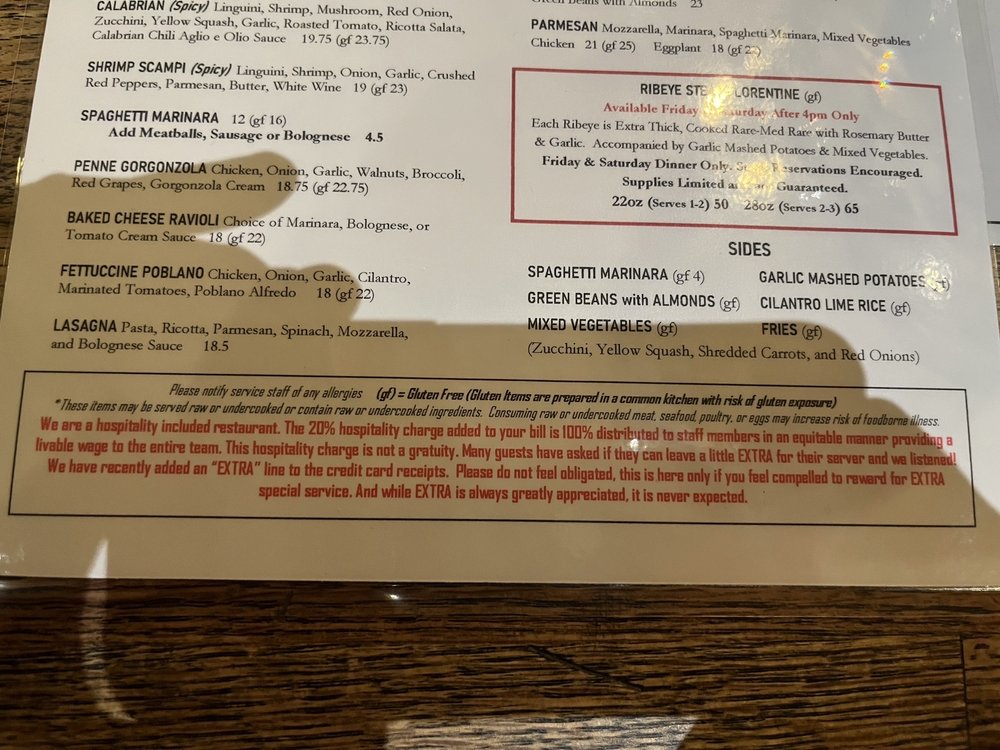 CALABRIAN (Spicy) Linguini, Shrimp, Mushroom, Red Onion,
Zucchini, Yellow Squash, Garlic, Roasted Tomato, Ricotta Salata,
Calabrian Chili Aglio e Olio Sauce 19.75 (gf 23.75)
SHRIMP SCAMPI (Spicy) Linguini, Shrimp, Onion, Garlic, Crushed
Red Peppers, Parmesan, Butter, White Wine 19 (gf 23)
SPAGHETTI MARINARA 12 (gf 16)
Add Meatballs, Sausage or Bolognese 4.5
PENNE GORGONZOLA Chicken, Onion, Garlic, Walnuts, Broccoli,
Red Grapes, Gorgonzola Cream 18.75 (gf 22.75)
BAKED CHEESE RAVIOLI Choice of Marinara, Bolognese, or
Tomato Cream Sauce 18 (gf 22)
FETTUCCINE POBLANO Chicken, Onion, Garlic, Cilantro,
Marinated Tomatoes, Poblano Alfredo 18 (gf 22)
LASAGNA Pasta, Ricotta, Parmesan, Spinach, Mozzarella,
and Bolognese Sauce 18.5
Green Beans with Almonds 23
PARMESAN Mozzarella, Marinara, Spaghetti Marinara, Mixed Vegetables
Chicken 21 (gf 25) Eggplant 18 (gf
RIBEYE (gf)
Available After 4pm Only
Each Ribeye is Extra Thick, Cooked Rare-Med Rare with Rosemary Butter
& Garlic. Accompanied by Garlic Mashed Potatoes & Mixed Vegetables.
Friday & Saturday Dinner Only. Reservations Encouraged.
Supplies Limited Guaranteed.
22oz (Serves 1-2) 50 28oz (Serves 2-3) 65
SIDES
SPAGHETTI MARINARA (gf 4)
GREEN BEANS with ALMONDS (gf)
MIXED VEGETABLES (gf)
GARLIC MASHED POTATOES
CILANTRO LIME RICE (gf)
FRIES (gf)
(Zucchini, Yellow Squash, Shredded Carrots, and Red Onions)
Please notify service staff of any allergies (gf) = Gluten Free (Gluten Items are prepared in a common kitchen with risk of gluten exposure)
*These items may be served raw or undercooked or contain raw or undercooked ingredients. Consuming raw or undercooked meat, seafood, poultry, or eggs may increase risk of foodborne illness.
We are a hospitality included restaurant. The 20% hospitality charge added to your bill is 100% distributed to staff members in an equitable manner providing a
livable wage to the entire team. This hospitality charge is not a gratuity. Many guests have asked if they can leave a little EXTRA for their server and we listened!
We have recently added an "EXTRA" line to the credit card receipts. Please do not feel obligated, this is here only if you feel compelled to reward for EXTRA
special service. And while EXTRA is always greatly appreciated, it is never expected.